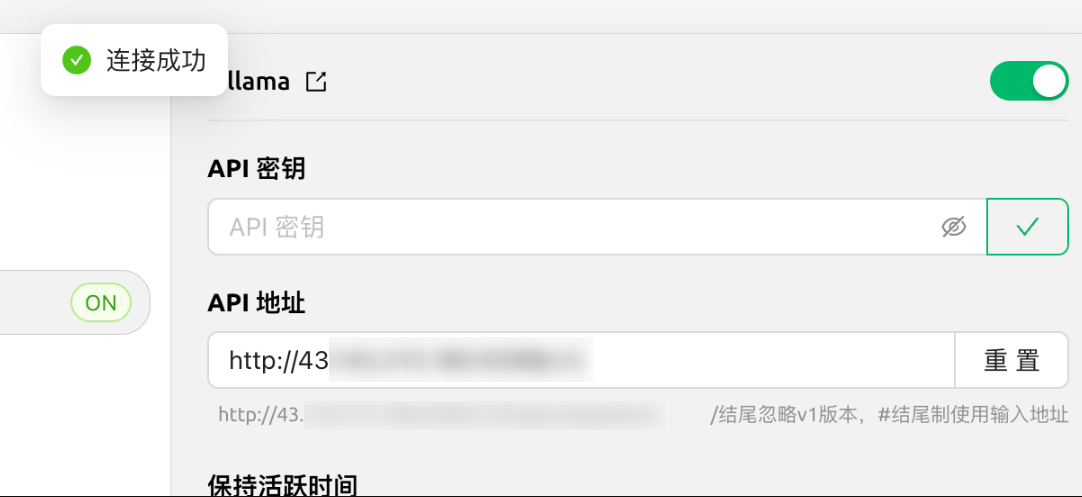 连接成功
llama
API 密钥
API 密钥
ON
API 地址
http://43
重 置
http://43.
/结尾忽略v1版本，#结尾制使用输入地址
保持活跃时间